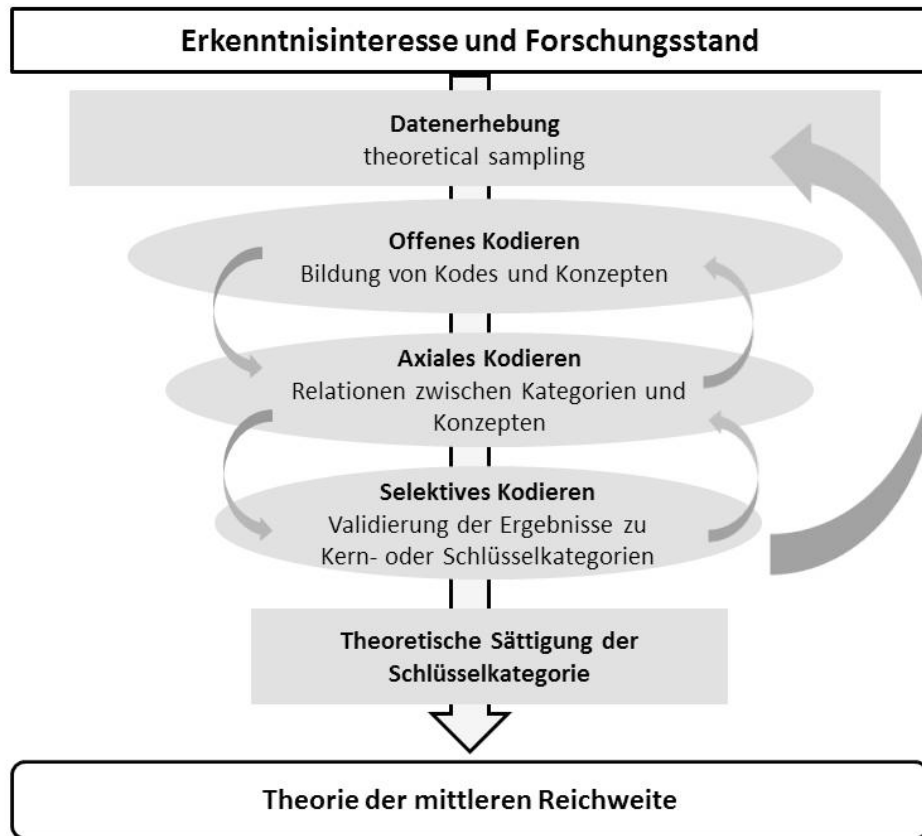 Erkenntnisinteresse und Forschungsstand
Datenerhebung
theoretical sampling
Offenes Kodieren
Bildung von Kodes und Konzepten
Axiales Kodieren
Relationen zwischen Kategorien und
Konzepten
Selektives Kodieren
Validierung der Ergebnisse zu
Kern- oder Schlüsselkategorien
Theoretische Sättigung der
Schlüsselkategorie
Theorie der mittleren Reichweite